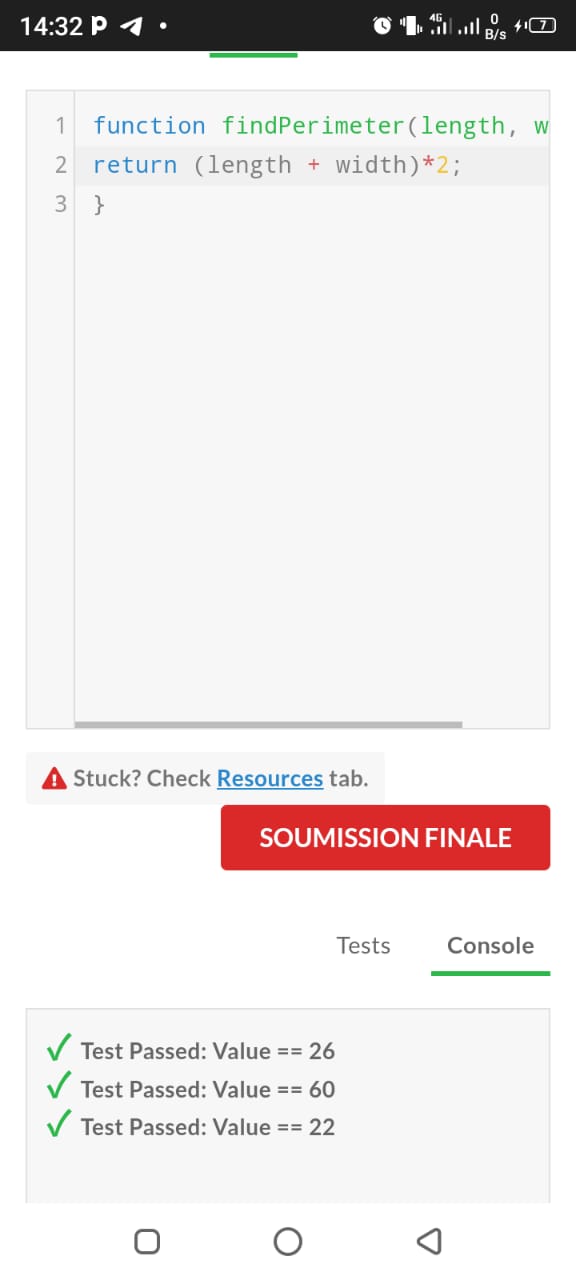 14:32
4G 0 B/s 7
1 function findPerimeter(length, w
2 return (length + width)*2;
3 }
Stuck? Check Resources tab.
SOUMISSION FINALE
Tests Console
Test Passed: Value == 26
Test Passed: Value == 60
Test Passed: Value == 22